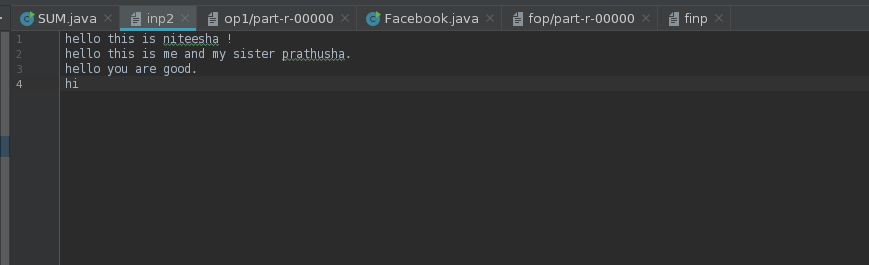 SUM.java inp2 op1/part-r-00000 Facebook.java fop/part-r-00000 finp
1 hello this is niteesha !
2 hello this is me and my sister prathusha.
3 hello you are good.
4 hi